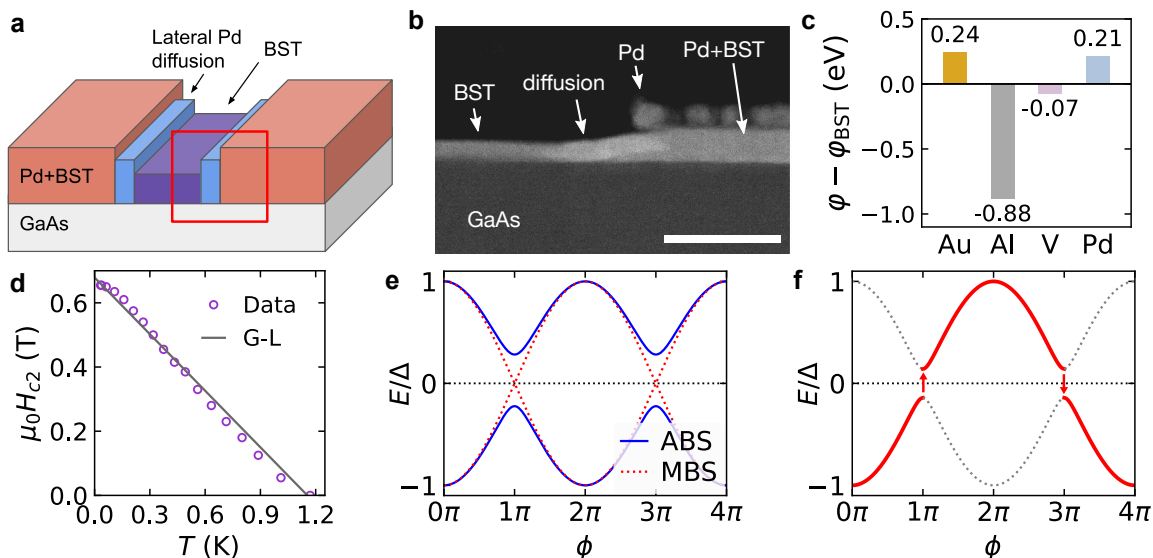 a
Lateral Pd
diffusion
BST
Pd+BST
GaAs
b
BST
diffusion
Pd
Pd+BST
GaAs
c
φ − φBST (eV)
0.5
0.0
−0.5
−1.0
0.24
-0.88
-0.07
0.21
Au Al V Pd
d
μ0Hc2 (T)
0.6
0.4
0.2
0.0
Data
G-L
0.0 0.3 0.6 0.9 1.2
T (K)
e
E/Δ
1
0
−1
ABS
MBS
0π 1π 2π 3π 4π
ϕ
f
E/Δ
1
0
−1
0π 1π 2π 3π 4π
ϕ